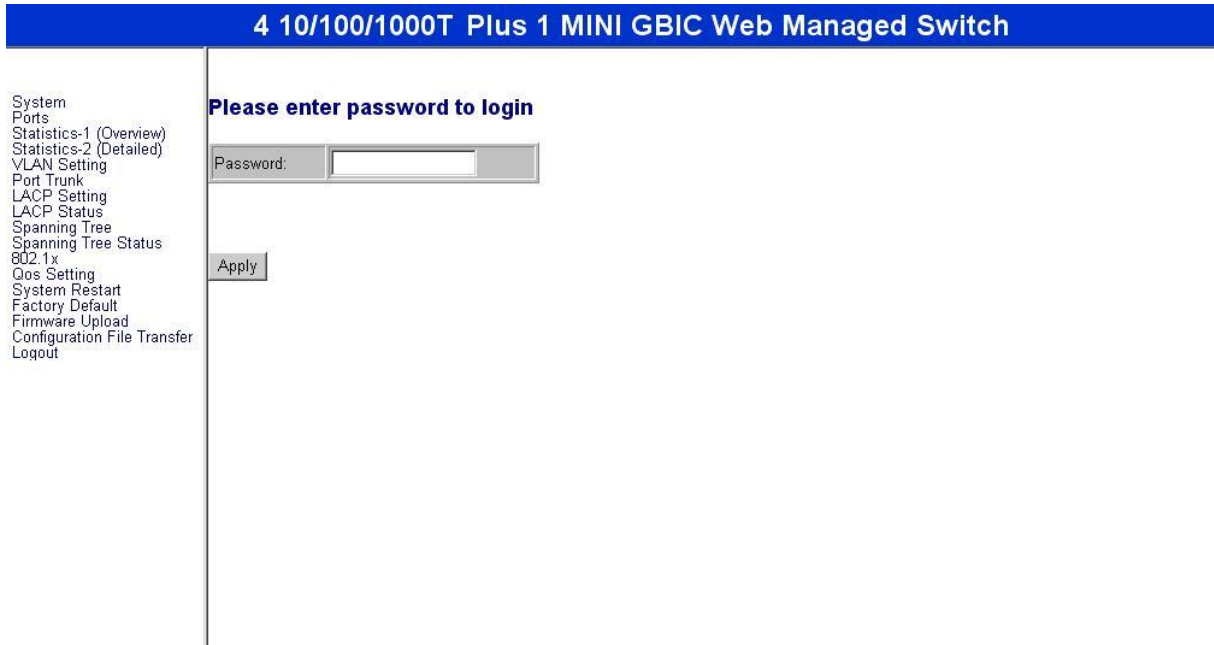 4 10/100/1000T Plus 1 MINI GBIC Web Managed Switch
System
Ports
Statistics-1 (Overview)
Statistics-2 (Detailed)
VLAN Setting
Port Trunk
LACP Setting
LACP Status
Spanning Tree
Spanning Tree Status
802.1x
Qos Setting
System Restart
Factory Default
Firmware Upload
Configuration File Transfer
Logout
Please enter password to login
Password:
Apply